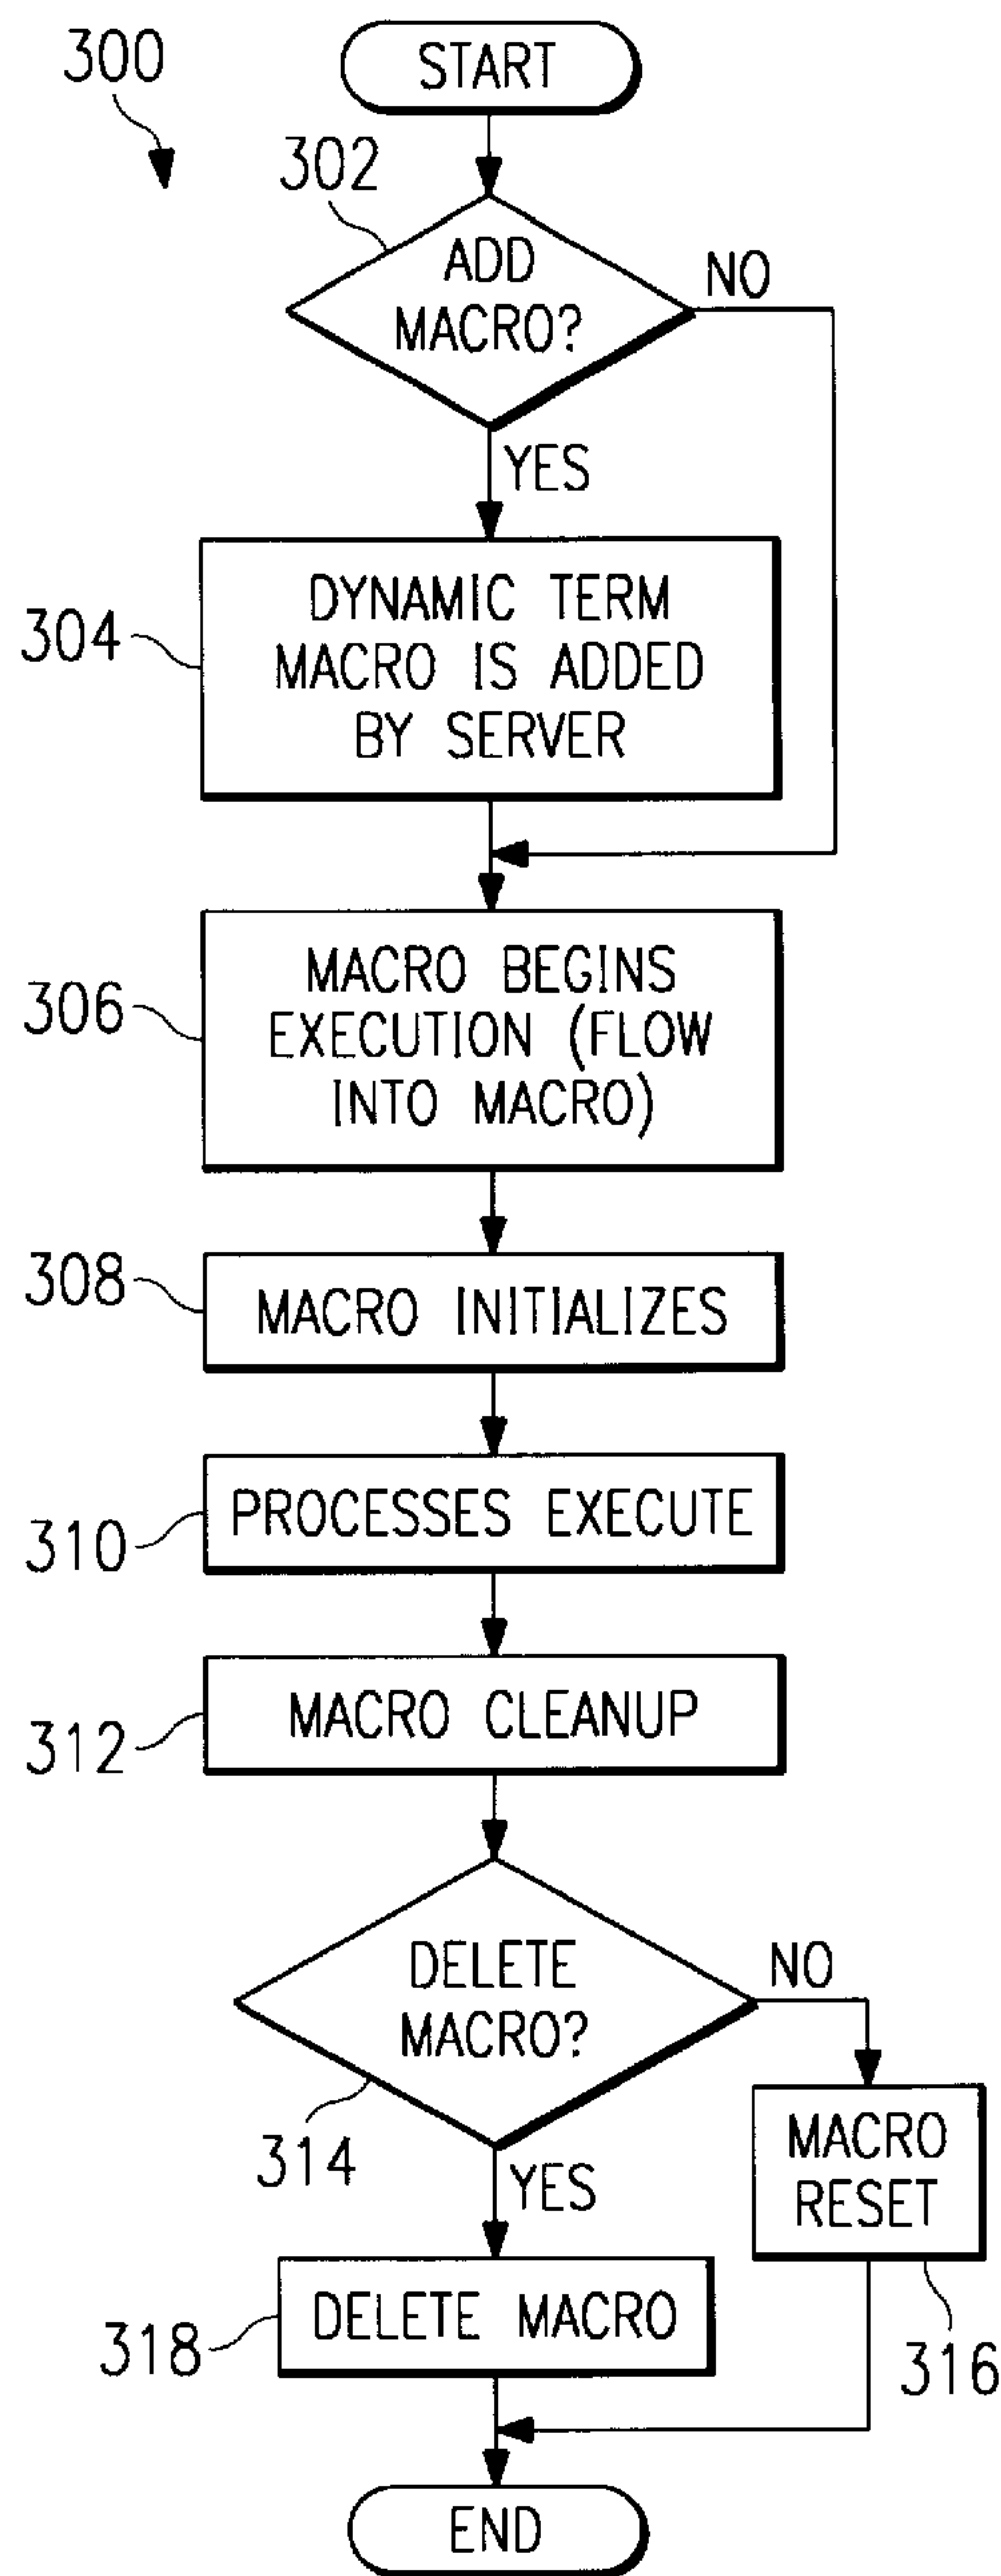 300
START
302
ADD
MACRO?
NO
YES
304
DYNAMIC TERM
MACRO IS ADDED
BY SERVER
306
MACRO BEGINS
EXECUTION (FLOW
INTO MACRO)
308
MACRO INITIALIZES
310
PROCESSES EXECUTE
312
MACRO CLEANUP
DELETE
MACRO?
NO
314
YES
MACRO
RESET
318
DELETE MACRO
316
END